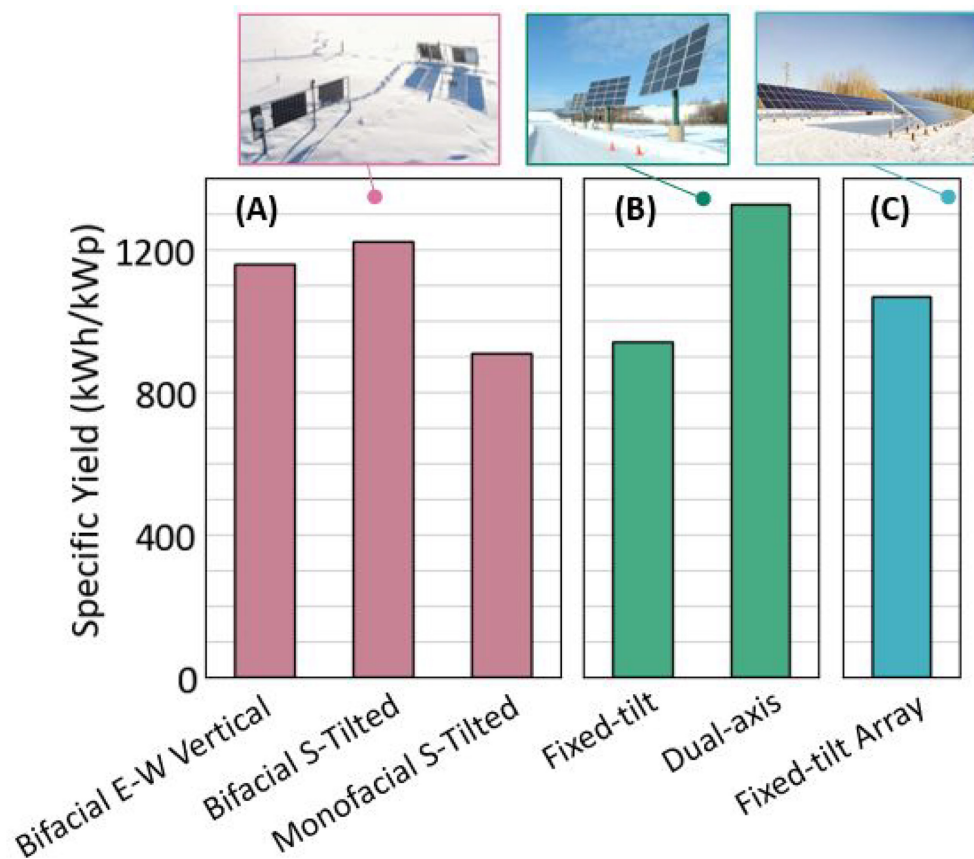 (A)
(B)
(C)
Specific Yield (kWh/kWp)
1200
800
400
0
Bifacial E-W Vertical
Bifacial S-Tilted
Monofacial S-Tilted
Fixed-tilt
Dual-axis
Fixed-tilt Array